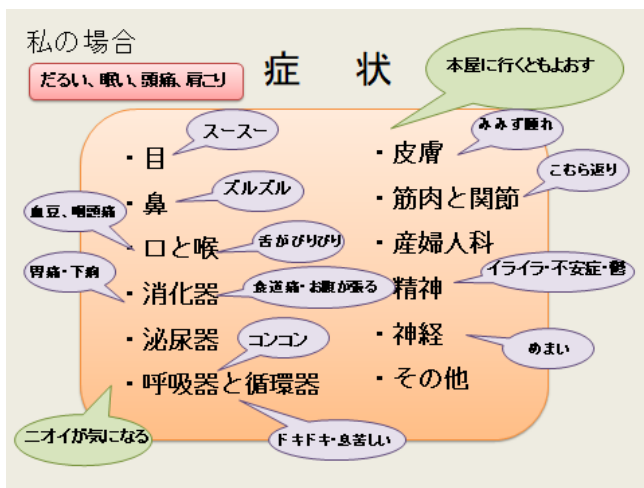 私の場合
だるい、眠い、頭痛、肩こり
症 状
本屋に行くともよおす
・目
スースー
・鼻
ズルズル
血豆、咽頭痛
・口と喉
舌がぴりぴり
胃痛・下痢
・消化器
食道痛・お腹が張る
・泌尿器
コンコン
・呼吸器と循環器
ドキドキ・息苦しい
ニオイが気になる
・皮膚
みみず腫れ
・筋肉と関節
こむら返り
・産婦人科
・精神
イライラ・不安症・鬱
・神経
めまい
・その他